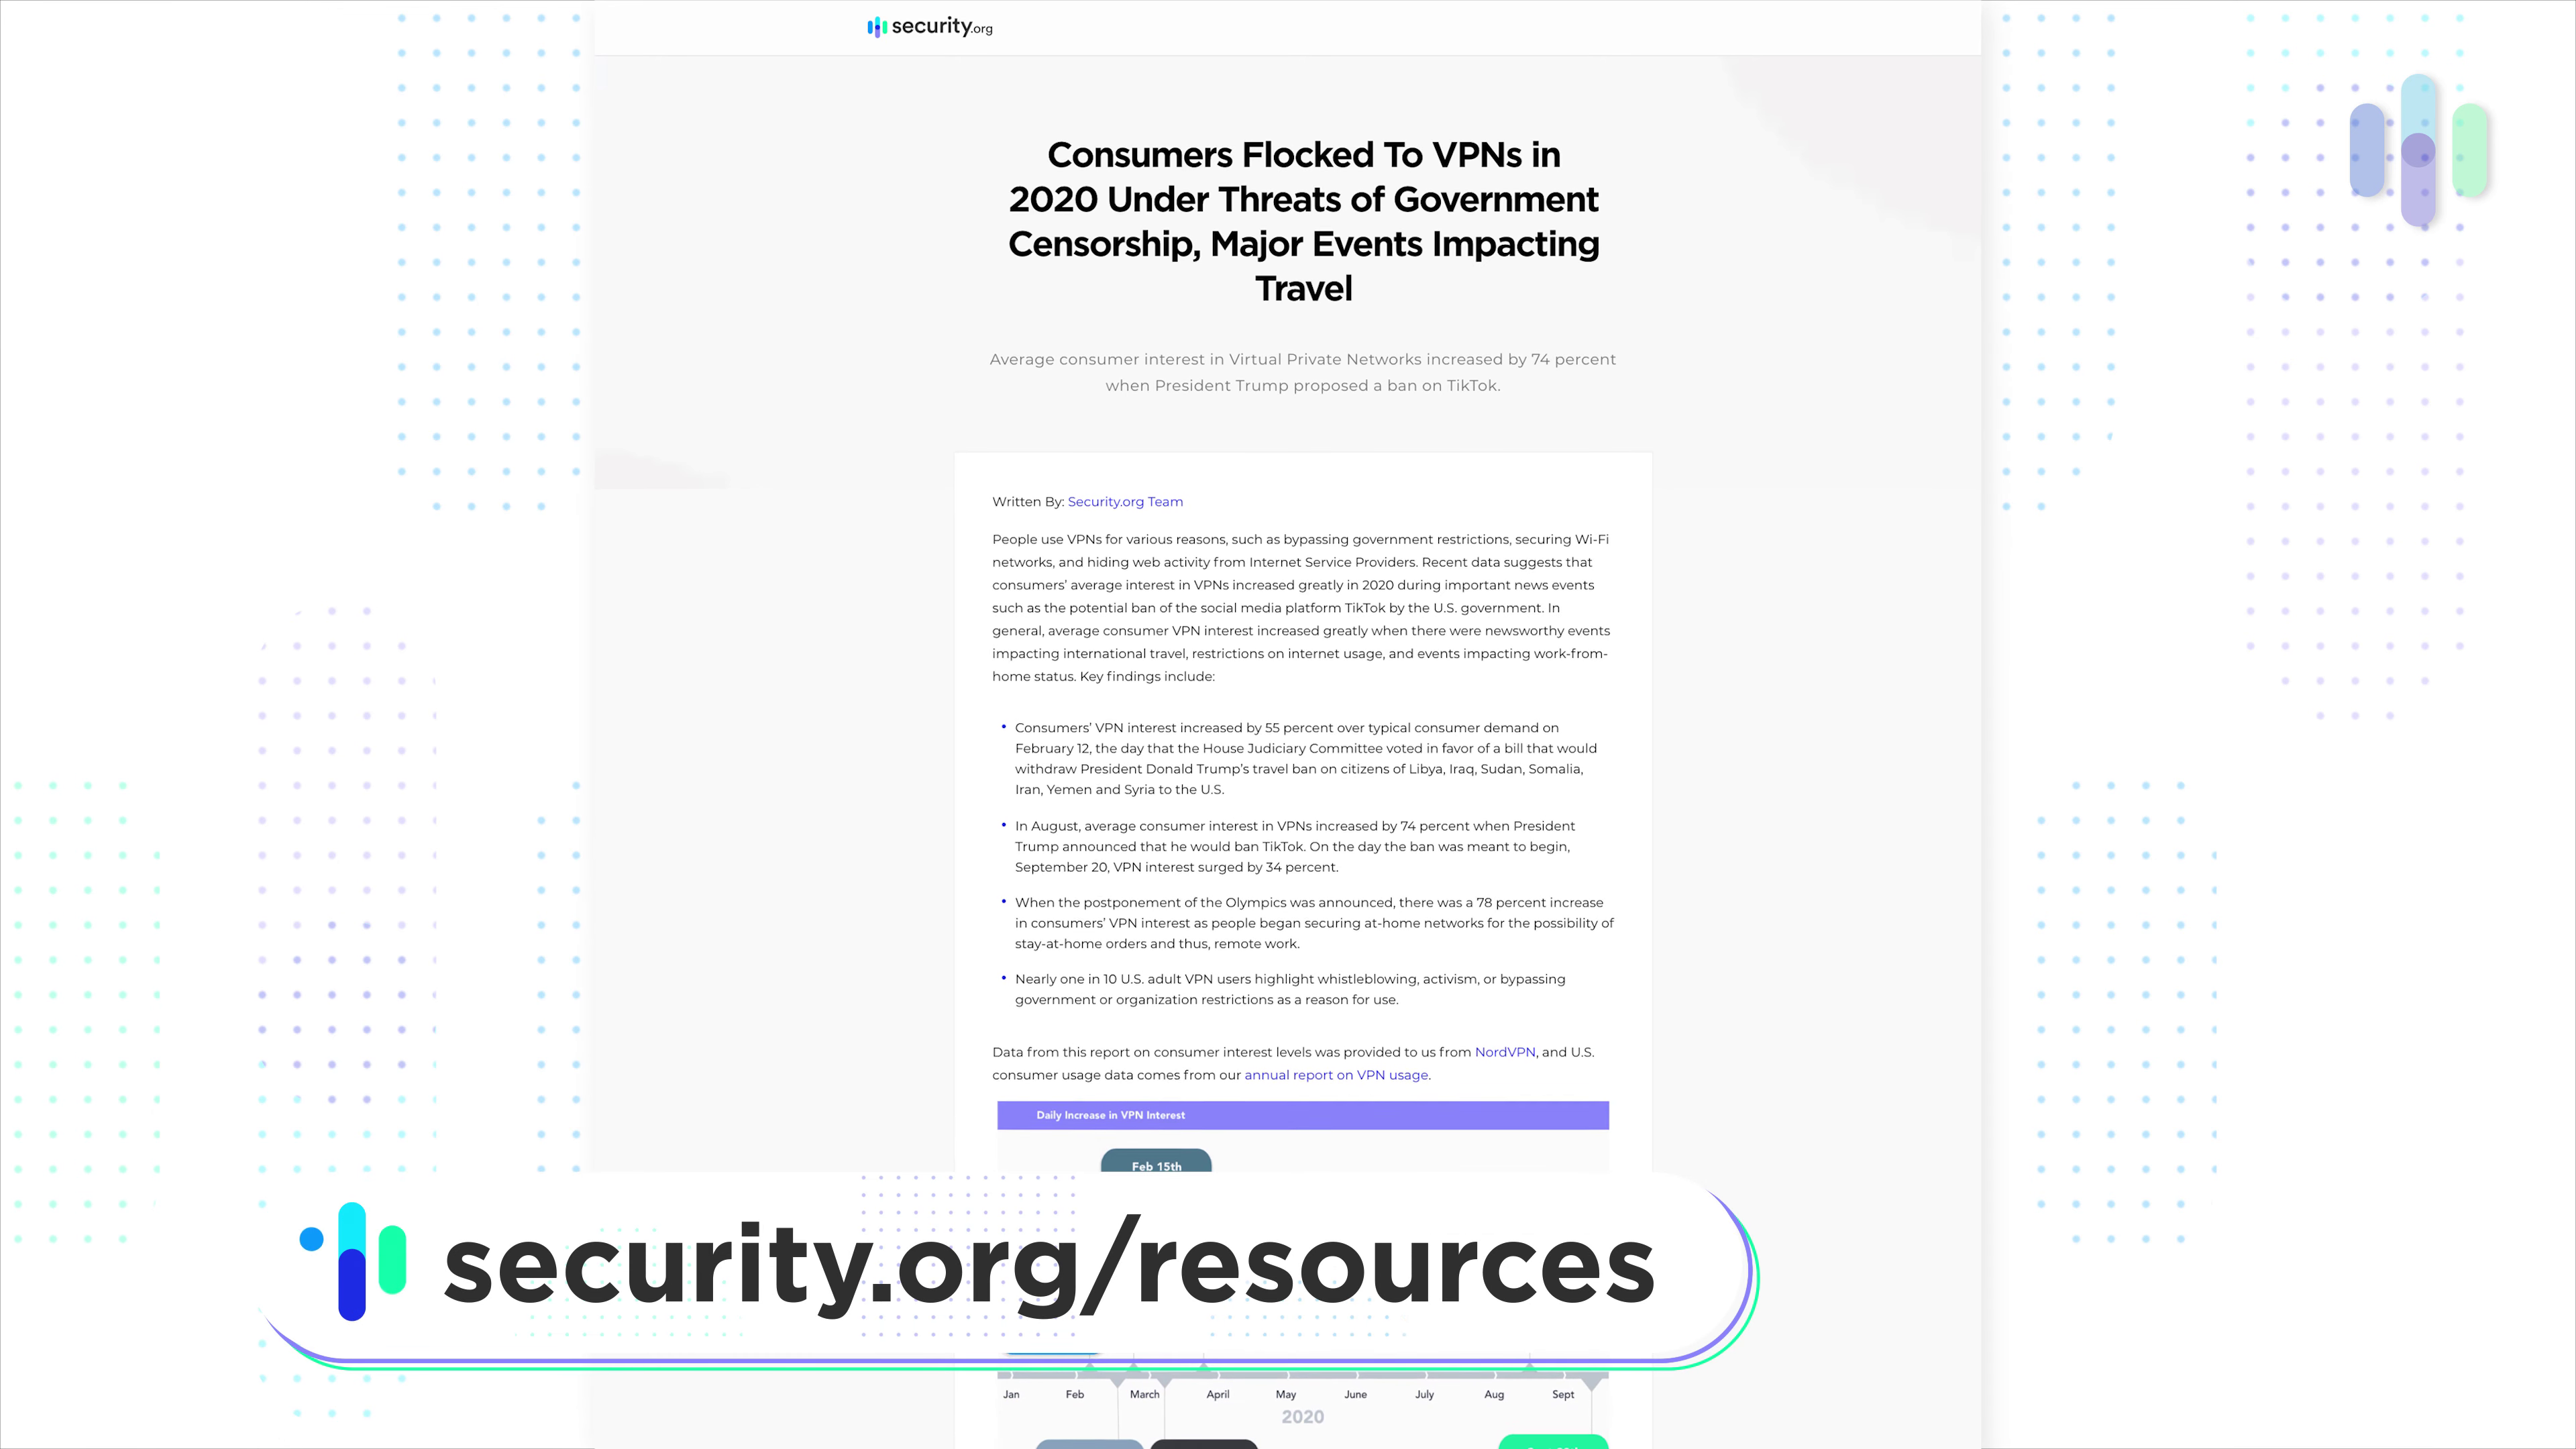 security.org
Consumers Flocked To VPNs in
2020 Under Threats of Government
Censorship, Major Events Impacting
Travel
Average consumer interest in Virtual Private Networks increased by 74 percent
when President Trump proposed a ban on TikTok.
Written By: Security.org Team
People use VPNs for various reasons, such as bypassing government restrictions, securing Wi-Fi
networks, and hiding web activity from Internet Service Providers. Recent data suggests that
consumers' average interest in VPNs increased greatly in 2020 during important news events
such as the potential ban of the social media platform TikTok by the U.S. government. In
general, average consumer VPN interest increased greatly when there were newsworthy events
impacting international travel, restrictions on internet usage, and events impacting work-from-
home status. Key findings include:
• Consumers' VPN interest increased by 55 percent over typical consumer demand on
February 12, the day that the House Judiciary Committee voted in favor of a bill that would
withdraw President Donald Trump's travel ban on citizens of Libya, Iraq, Sudan, Somalia,
Iran, Yemen and Syria to the U.S.
• In August, average consumer interest in VPNs increased by 74 percent when President
Trump announced that he would ban TikTok. On the day the ban was meant to begin,
September 20, VPN interest surged by 34 percent.
• When the postponement of the Olympics was announced, there was a 78 percent increase
in consumers' VPN interest as people began securing at-home networks for the possibility of
stay-at-home orders and thus, remote work.
• Nearly one in 10 U.S. adult VPN users highlight whistleblowing, activism, or bypassing
government or organization restrictions as a reason for use.
Data from this report on consumer interest levels was provided to us from NordVPN, and U.S.
consumer usage data comes from our annual report on VPN usage.
Daily Increase in VPN Interest
Feb 15th
security.org/resources
Jan Feb March April May June July Aug Sept
2020